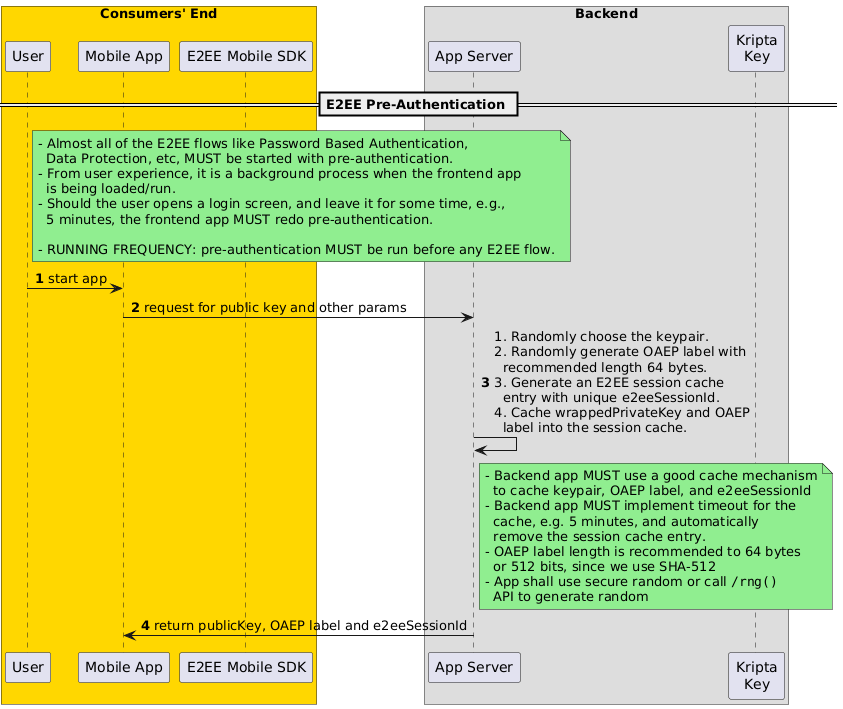 Consumers' End
Backend
User
Mobile App
E2EE Mobile SDK
App Server
Kripta
Key
E2EE Pre-Authentication
- Almost all of the E2EE flows like Password Based Authentication,
Data Protection, etc, MUST be started with pre-authentication.
- From user experience, it is a background process when the frontend app
is being loaded/run.
- Should the user opens a login screen, and leave it for some time, e.g.,
5 minutes, the frontend app MUST redo pre-authentication.
- RUNNING FREQUENCY: pre-authentication MUST be run before any E2EE flow.
1 start app
2 request for public key and other params
1. Randomly choose the keypair.
2. Randomly generate OAEP label with
recommended length 64 bytes.
3 3. Generate an E2EE session cache
entry with unique e2eeSessionId.
4. Cache wrappedPrivateKey and OAEP
label into the session cache.
- Backend app MUST use a good cache mechanism
to cache keypair, OAEP label, and e2eeSessionId
- Backend app MUST implement timeout for the
cache, e.g. 5 minutes, and automatically
remove the session cache entry.
- OAEP label length is recommended to 64 bytes
or 512 bits, since we use SHA-512
- App shall use secure random or call /rng()
API to generate random
4 return publicKey, OAEP label and e2eeSessionId
User
Mobile App
E2EE Mobile SDK
App Server
Kripta
Key